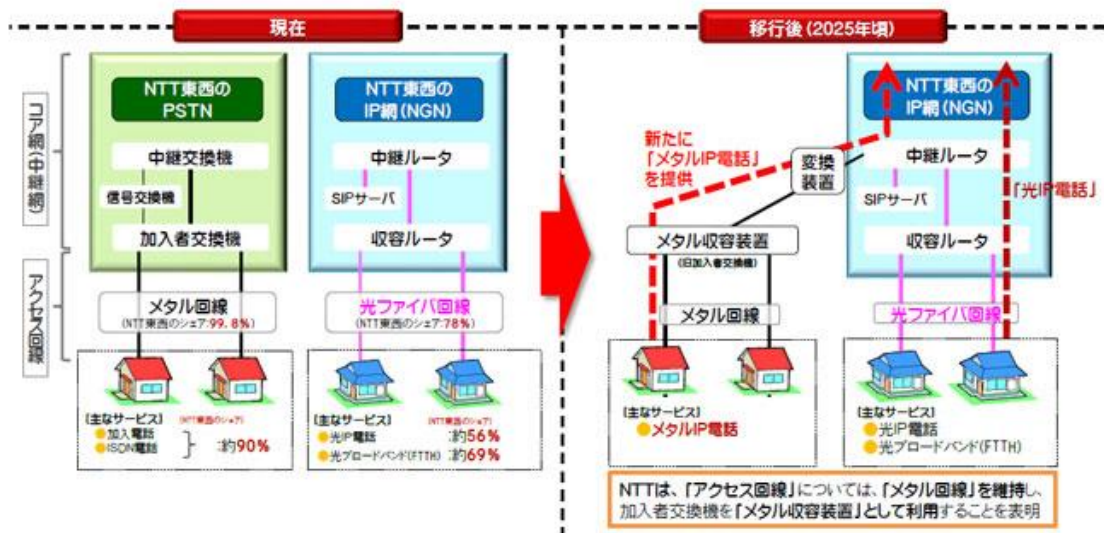 現在
コア網(中継網)
アクセス回線
NTT東西の
PSTN
中継交換機
信号交換機
加入者交換機
メタル回線
(NTT東西のシェア:99.8%)
(主なサービス)
(NTT東西のシェア)
加入電話
ISDN電話
:約90%
NTT東西の
IP網(NGN)
中継ルータ
SIPサーバ
収容ルータ
光ファイバ回線
(NTT東西のシェア:78%)
(主なサービス)
(NTT東西のシェア)
光IP電話
:約56%
光ブロードバンド(FTTH)
:約69%
移行後(2025年頃)
新たに
「メタルIP電話」
を提供
変換
装置
メタル収容装置
(旧加入者交換機)
メタル回線
(主なサービス)
メタルIP電話
NTT東西の
IP網(NGN)
中継ルータ
SIPサーバ
収容ルータ
「光IP電話」
光ファイバ回線
(主なサービス)
光IP電話
光ブロードバンド(FTTH)
NTTは、「アクセス回線」については、「メタル回線」を維持し、
加入者交換機を「メタル収容装置」として利用することを表明